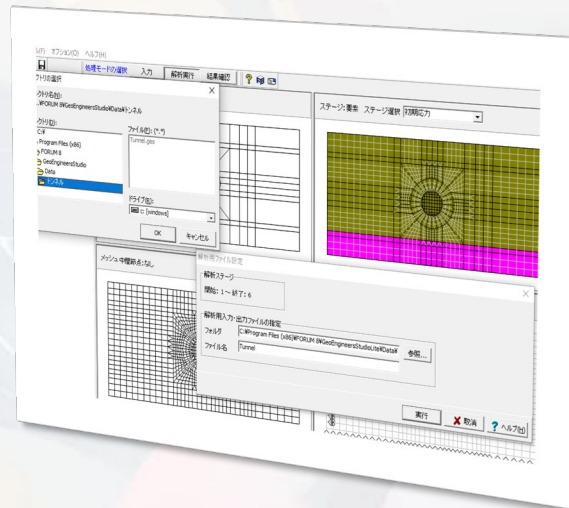 オプション(O) ヘルプ(H)
処理モードの選択 入力 解析実行 結果確認
クトリの選択
クトリ名(N):
..¥FORUM 8¥GeoEngineersStudio¥Data¥トンネル
クトリ(D):
ファイル(E): (*.*)
C:¥
Tunnel.geo
Program Files (x86)
FORUM 8
GeoEngineersStudio
Data
トンネル
ドライブ(E):
c: [windows]
OK キャンセル
ステージ:要素 ステージ選択 初期応力
メッシュ 中間節点:なし
解析用ファイル設定
解析ステージ
開始: 1 ~ 終了: 6
解析用入力・出力ファイルの指定
フォルダ C:¥Program Files (x86)¥FORUM 8¥GeoEngineersStudioLite¥Data¥ 参照...
ファイル名 Tunnel
実行 取消 ヘルプ(H)